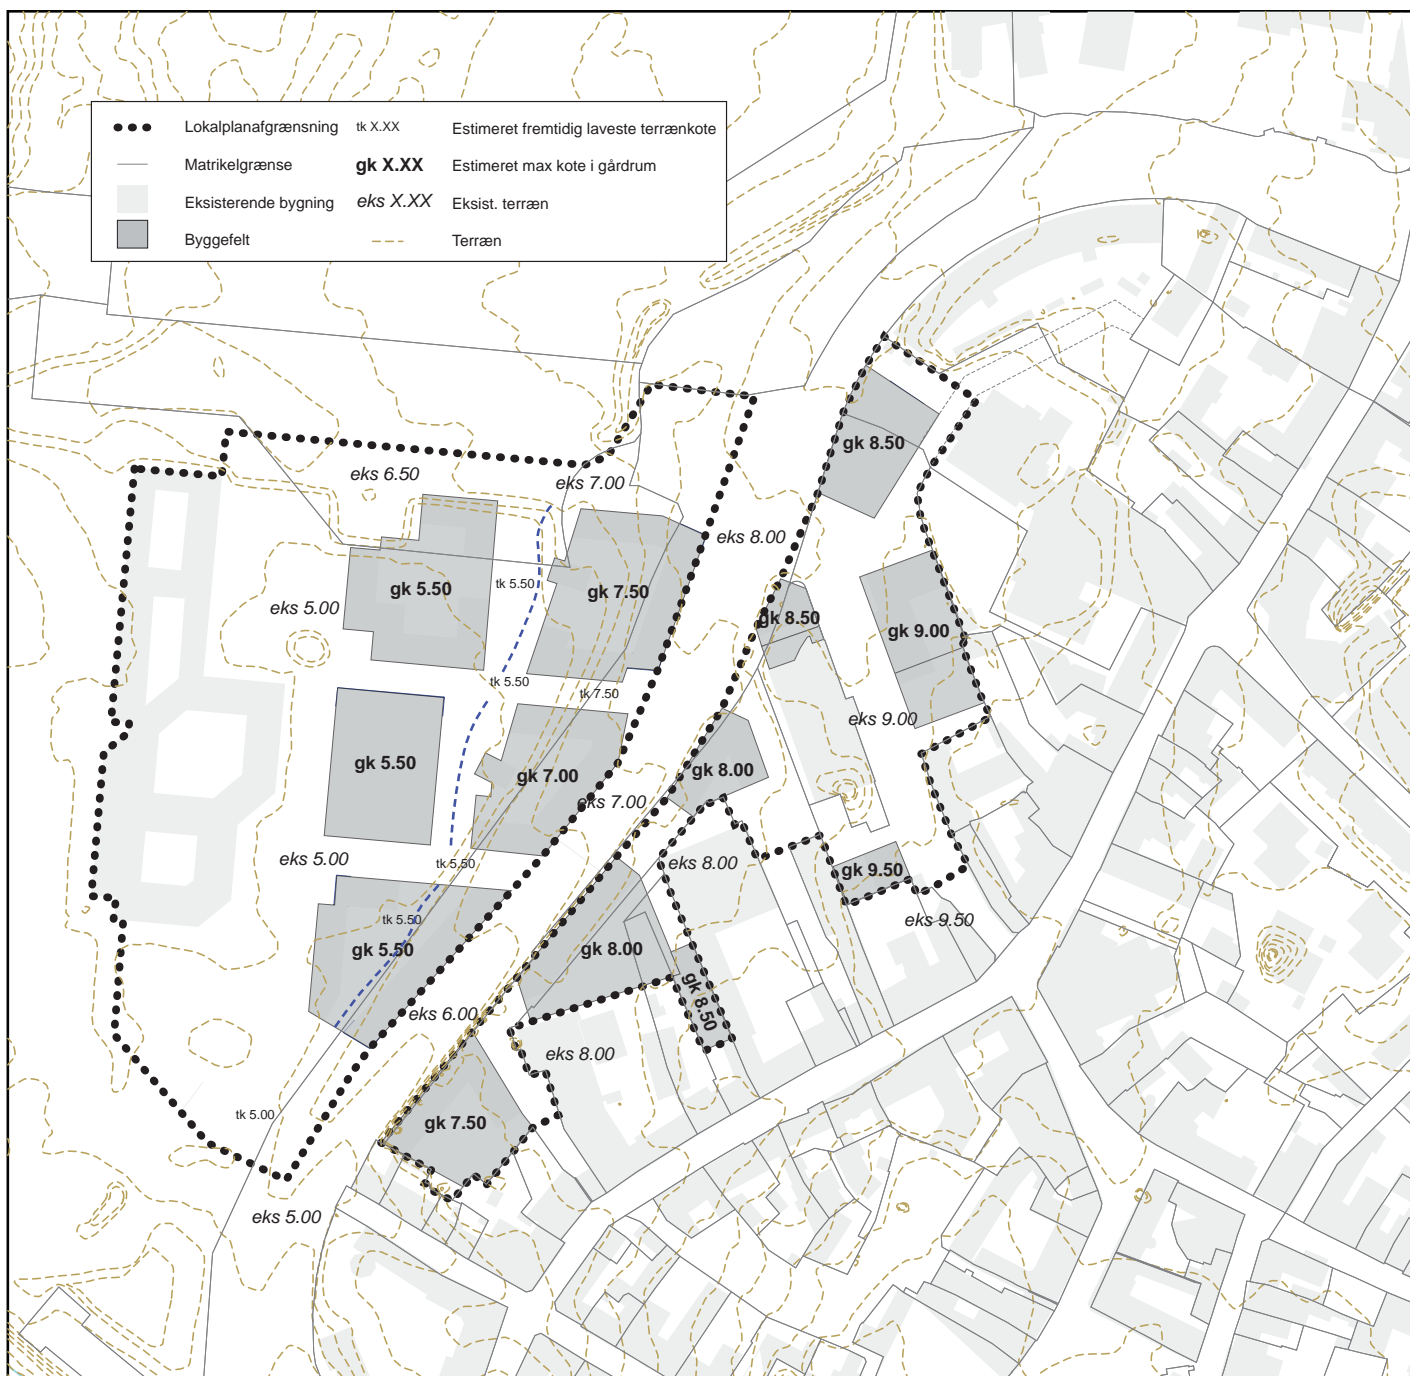 Lokalplanafgrænsning
tk X.XX
Estimeret fremtidig laveste terrænkote
Matrikelgrænse
gk X.XX
Estimeret max kote i gårdrum
Eksisterende bygning
eks X.XX
Eksist. terræn
Byggefelt
Terræn
gk 8.50
eks 6.50
eks 7.00
eks 8.00
gk 5.50
tk 5.50
gk 7.50
eks 5.00
gk 8.50
gk 9.00
tk 5.50
tk 7.50
eks 9.00
gk 5.50
gk 7.00
gk 8.00
eks 7.00
eks 5.00
tk 5.50
eks 8.00
gk 9.50
tk 5.50
eks 9.50
gk 5.50
gk 8.00
gk 8.50
eks 6.00
eks 8.00
tk 5.00
gk 7.50
eks 5.00